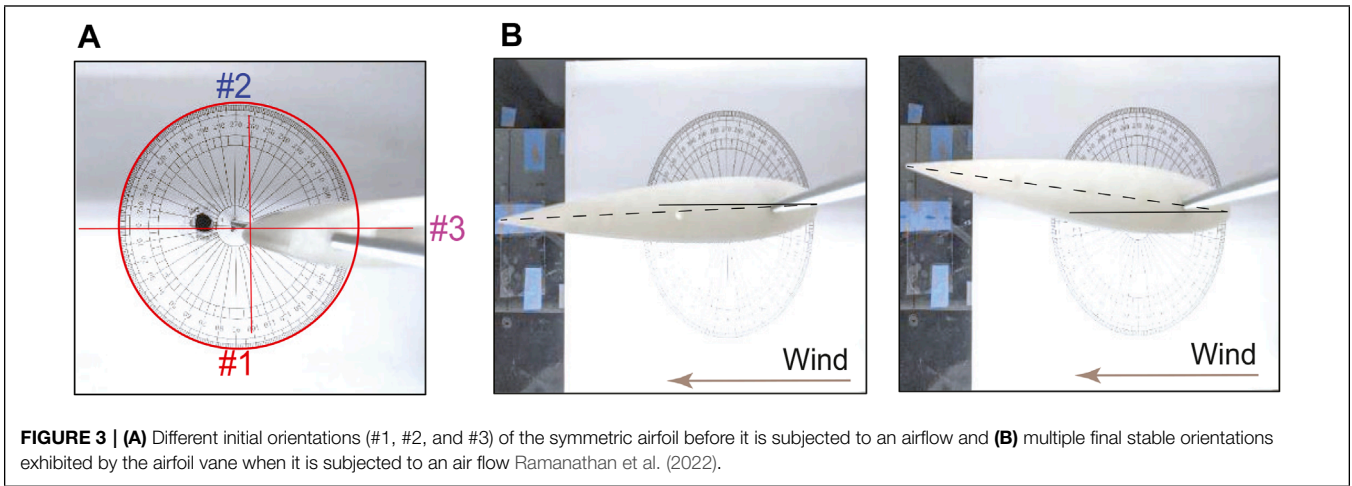 A
B
#2
#3
#1
Wind
Wind
FIGURE 3 | (A) Different initial orientations (#1, #2, and #3) of the symmetric airfoil before it is subjected to an airflow and (B) multiple final stable orientations
exhibited by the airfoil vane when it is subjected to an air flow Ramanathan et al. (2022).